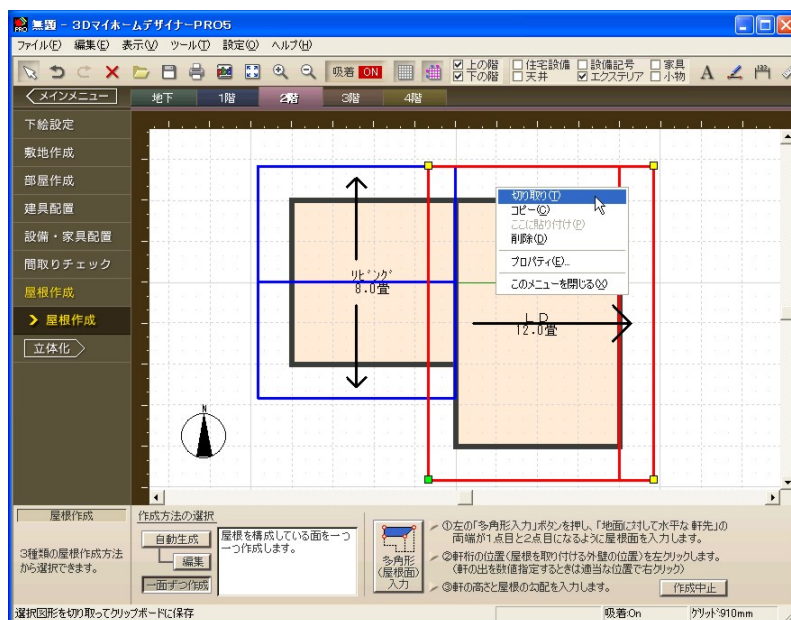 無題 - 3DマイホームデザイナーPRO5
ファイル(F) 編集(E) 表示(V) ツール(T) 設定(O) ヘルプ(H)
吸着 ON
上の階 住宅設備 設備記号 家具
下の階 天井 エクステリア 小物
メインメニュー 地下 1階 2階 3階 4階
下絵設定
敷地作成
部屋作成
建具配置
設備・家具配置
間取りチェック
屋根作成
屋根作成
立体化
切り取り(T)
コピー(C)
ここに貼り付け(P)
削除(D)
プロパティ(E)...
このメニューを閉じる(X)
リビング
8.0畳
LD
12.0畳
N
屋根作成
3種類の屋根作成方法
から選択できます。
作成方法の選択
自動生成
編集
一面ずつ作成
屋根を構成している面を一つ
一つ作成します。
多角形
(屋根面)
入力
①左の「多角形入力」ボタンを押し、「地面に対して水平な軒先」の
両端が1点目と2点目になるように屋根面を入力します。
②軒桁の位置(屋根を取り付ける外壁の位置)を左クリックします。
(軒の出を数値指定するときは適当な位置で右クリック)
③軒の高さと屋根の勾配を入力します。
作成中止
選択図形を切り取ってクリップボードに保存
吸着:On
グリッド:910mm